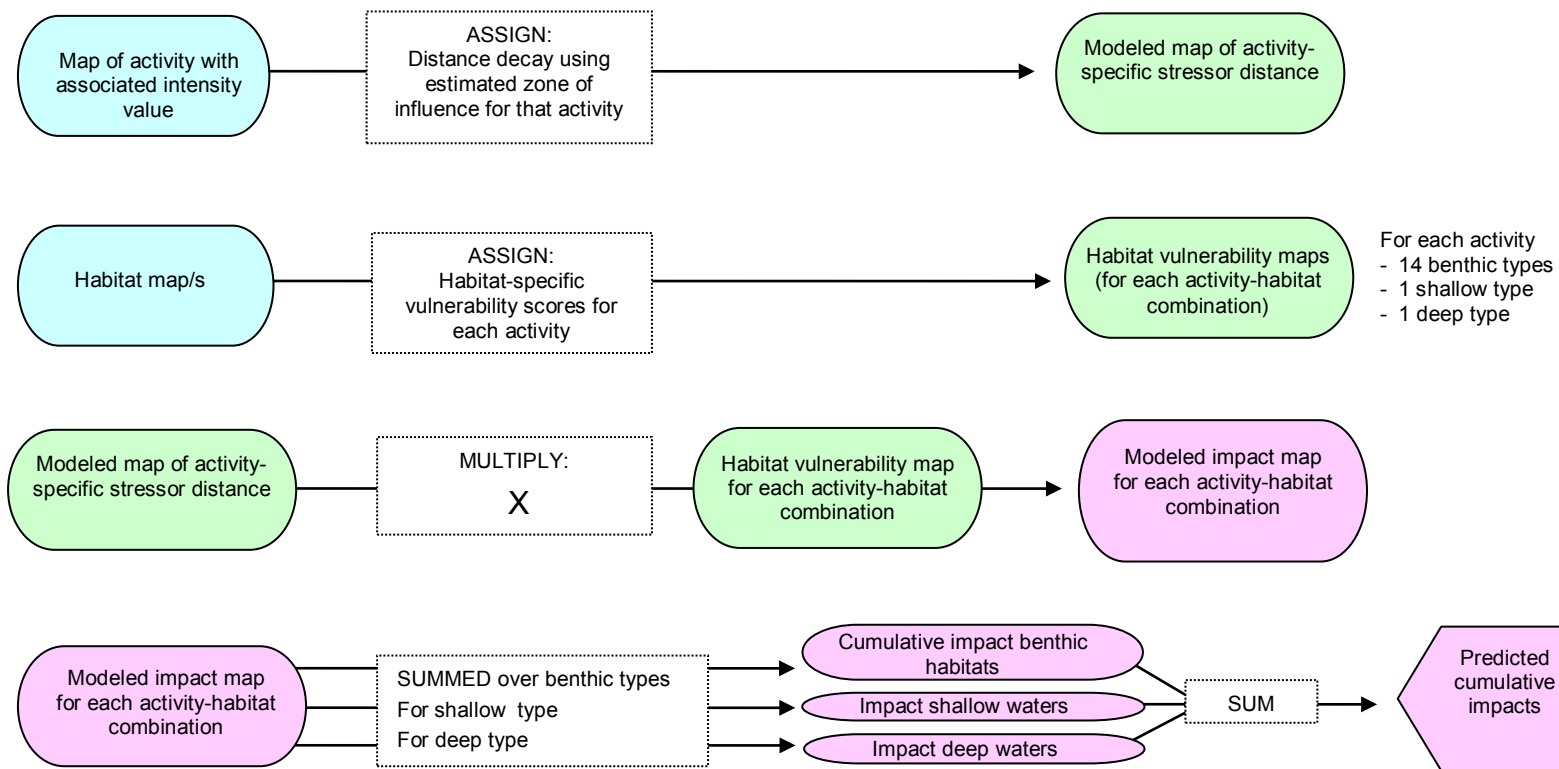 Map of activity with
associated intensity
value
ASSIGN:
Distance decay using
estimated zone of
influence for that activity
Modeled map of activity-
specific stressor distance
Habitat map/s
ASSIGN:
Habitat-specific
vulnerability scores for
each activity
Habitat vulnerability maps
(for each activity-habitat
combination)
For each activity
- 14 benthic types
- 1 shallow type
- 1 deep type
Modeled map of activity-
specific stressor distance
MULTIPLY:
X
Habitat vulnerability map
for each activity-habitat
combination
Modeled impact map
for each activity-habitat
combination
Modeled impact map
for each activity-habitat
combination
SUMMED over benthic types
For shallow type
For deep type
Cumulative impact benthic
habitats
Impact shallow waters
Impact deep waters
SUM
Predicted
cumulative
impacts